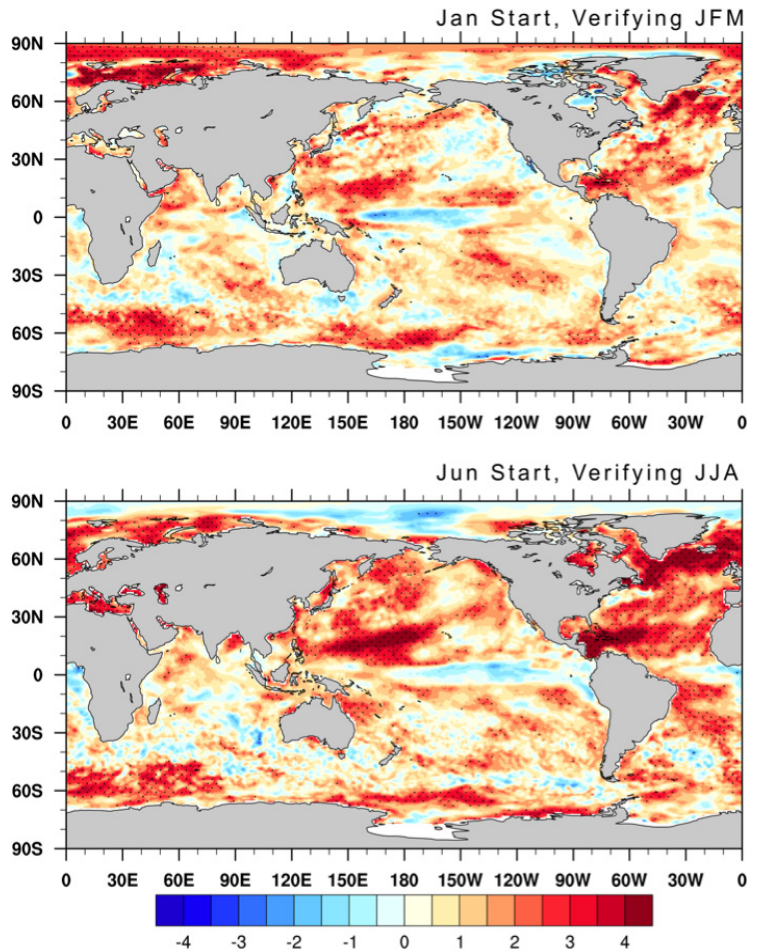 Jan Start, Verifying JFM
90N
60N
30N
0
30S
60S
90S
0 30E 60E 90E 120E 150E 180 150W 120W 90W 60W 30W 0
Jun Start, Verifying JJA
90N
60N
30N
0
30S
60S
90S
0 30E 60E 90E 120E 150E 180 150W 120W 90W 60W 30W 0
-4 -3 -2 -1 0 1 2 3 4